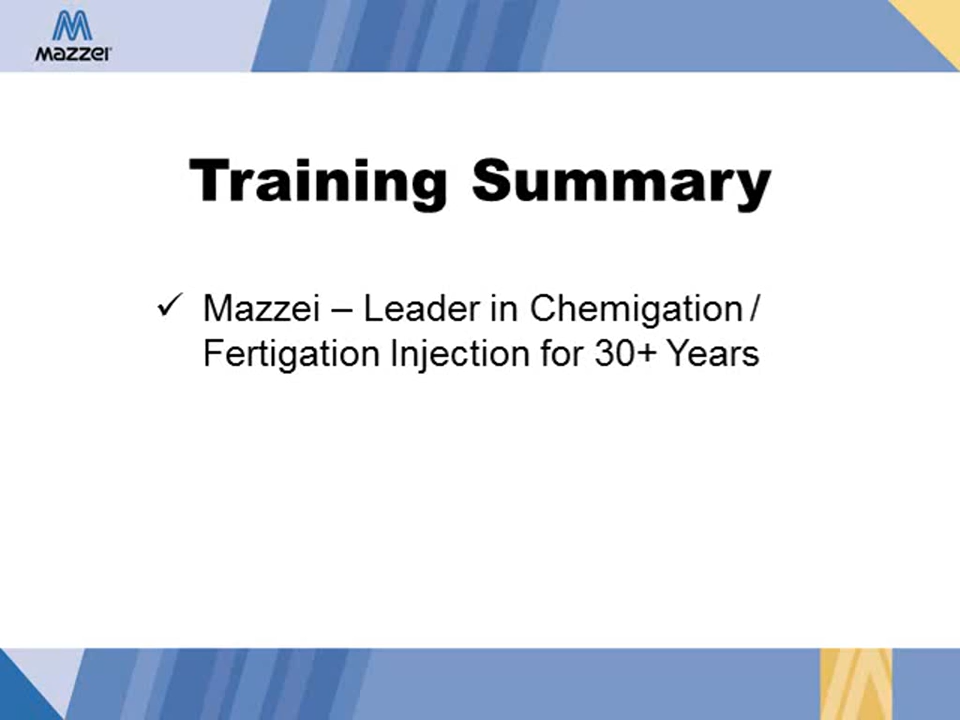 Mazzei
Training Summary
✓ Mazzei – Leader in Chemigation /
Fertigation Injection for 30+ Years